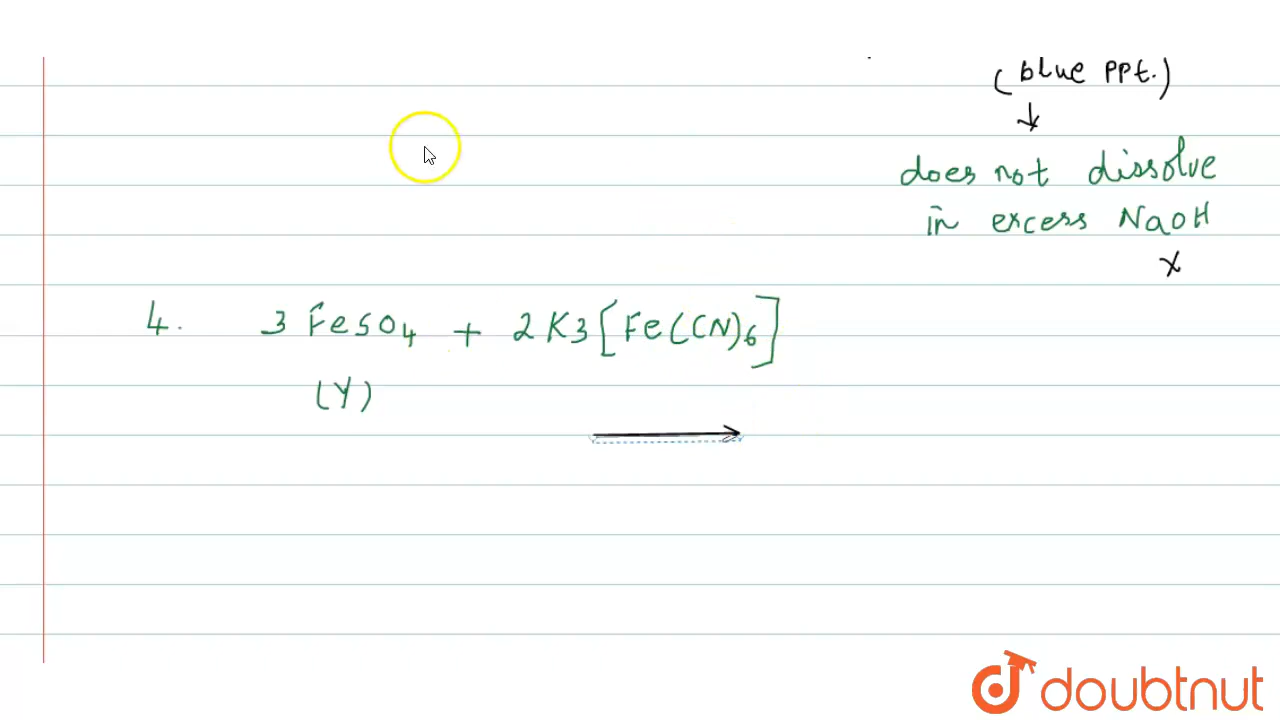 (blue ppt.)
↓
does not dissolve
in excess NaOH
x
4. 3 FeSO4 + 2K3[Fe(CN)6]
(Y)
→
doubtnut